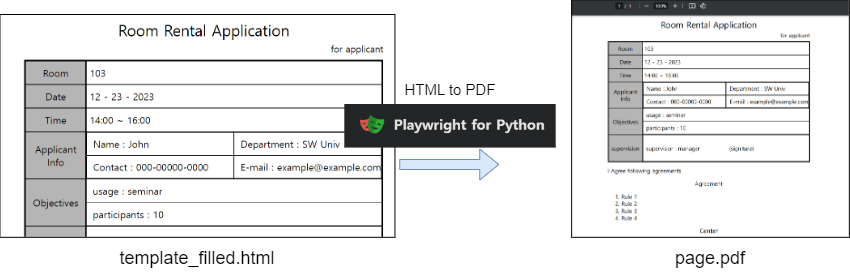 Room Rental Application
for applicant
Room 103
Date 12 - 23 - 2023
Time 14:00 ~ 16:00
Applicant Info
Name : John Department : SW Univ
Contact : 000-00000-0000 E-mail : example@example.com
Objectives
usage : seminar
participants : 10
template_filled.html
HTML to PDF
Playwright for Python
1 / 1 - 100% +
Room Rental Application
for applicant
Room 103
Date 12 - 23 - 2023
Time 14:00 ~ 16:00
Applicant Info
Name : John Department : SW Univ
Contact : 000-00000-0000 E-mail : example@example.com
Objectives
usage : seminar
participants : 10
supervision supervisor : manager (signiture)
I Agree following agreements
Agreement
1. Rule 1
2. Rule 2
3. Rule 3
4. Rule 4
Center
page.pdf